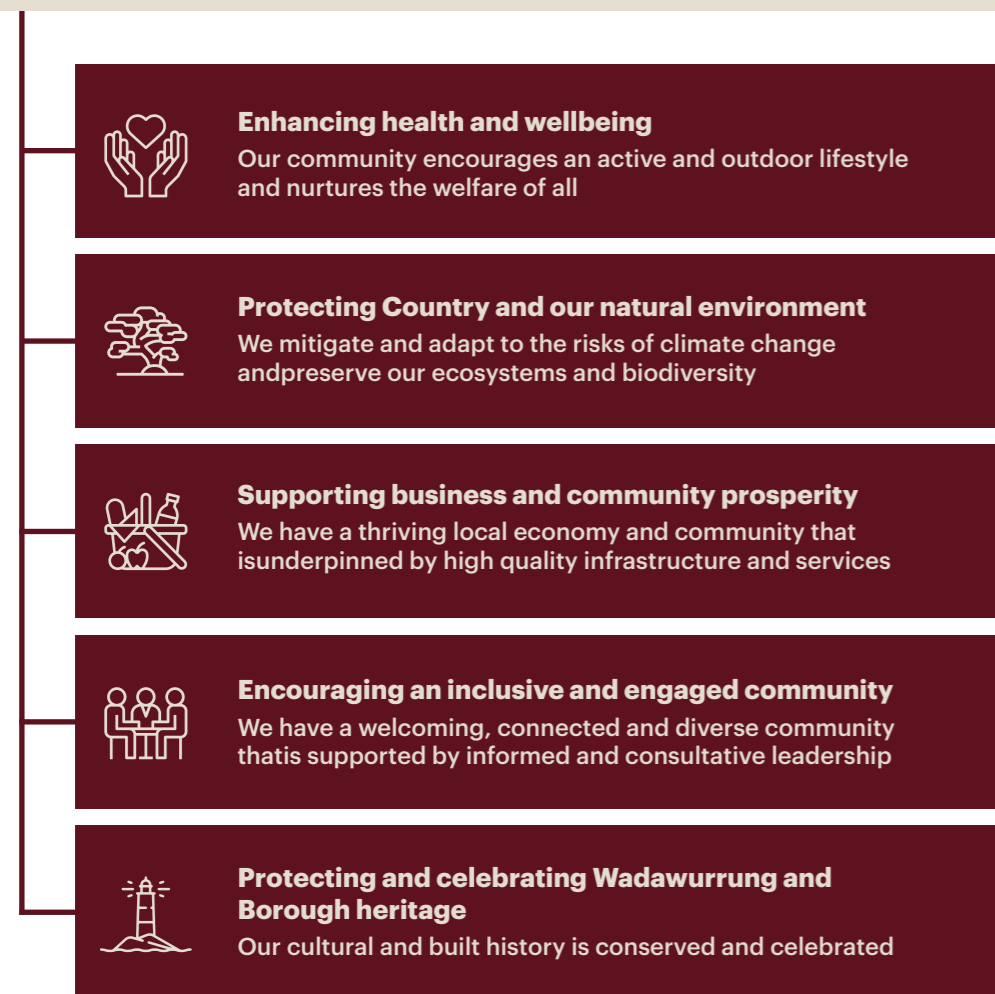 Enhancing health and wellbeing
Our community encourages an active and outdoor lifestyle
and nurtures the welfare of all
Protecting Country and our natural environment
We mitigate and adapt to the risks of climate change
andpreserve our ecosystems and biodiversity
Supporting business and community prosperity
We have a thriving local economy and community that
isunderpinned by high quality infrastructure and services
Encouraging an inclusive and engaged community
We have a welcoming, connected and diverse community
thatis supported by informed and consultative leadership
Protecting and celebrating Wadawurrung and
Borough heritage
Our cultural and built history is conserved and celebrated